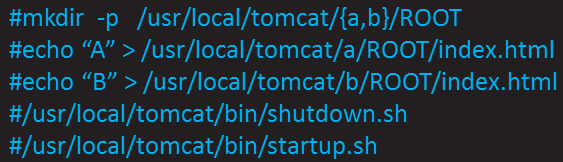 #mkdir  -p   /usr/local/tomcat/{a,b}/ROOT
#echo “A” > /usr/local/tomcat/a/ROOT/index.html
#echo “B” > /usr/local/tomcat/b/ROOT/index.html
#/usr/local/tomcat/bin/shutdown.sh
#/usr/local/tomcat/bin/startup.sh